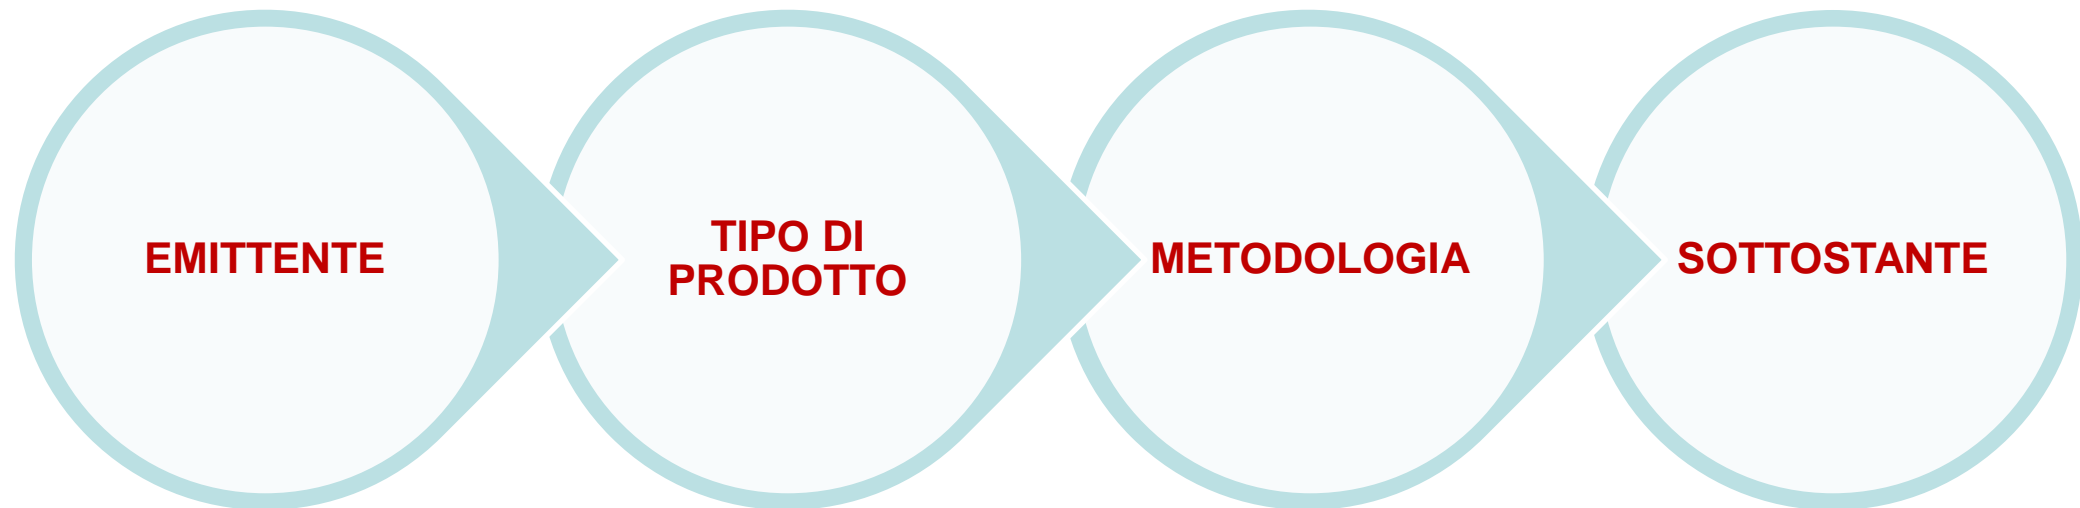 EMITTENTE
TIPO DI
PRODOTTO
METODOLOGIA
SOTTOSTANTE